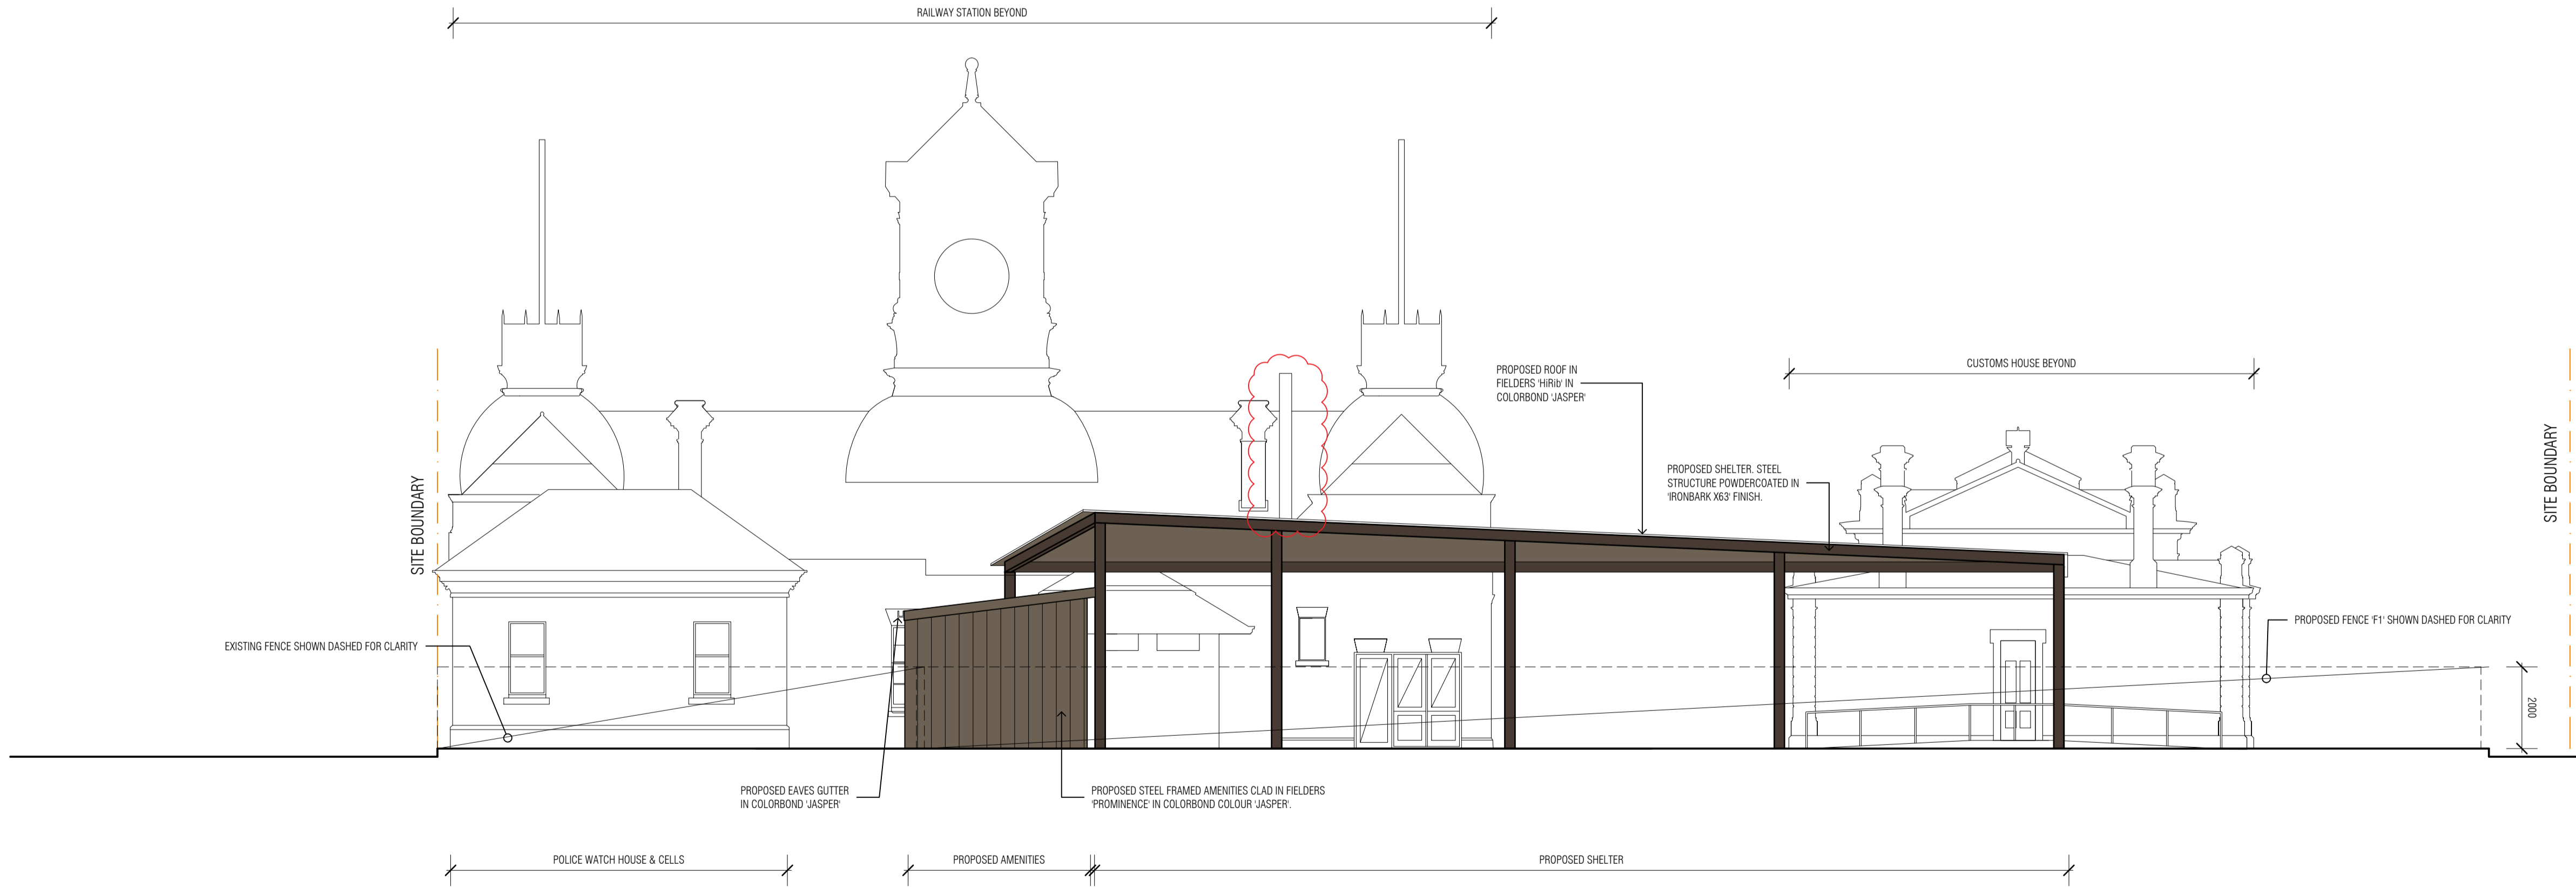 RAILWAY STATION BEYOND
PROPOSED ROOF IN
FIELDERS 'HiRib' IN
COLORBOND 'JASPER'
CUSTOMS HOUSE BEYOND
SITE BOUNDARY
SITE BOUNDARY
PROPOSED SHELTER. STEEL
STRUCTURE POWDERCOATED IN
'IRONBARK X63' FINISH.
EXISTING FENCE SHOWN DASHED FOR CLARITY
PROPOSED FENCE 'F1' SHOWN DASHED FOR CLARITY
2000
PROPOSED EAVES GUTTER
IN COLORBOND 'JASPER'
PROPOSED STEEL FRAMED AMENITIES CLAD IN FIELDERS
'PROMINENCE' IN COLORBOND COLOUR 'JASPER'.
POLICE WATCH HOUSE & CELLS
PROPOSED AMENITIES
PROPOSED SHELTER